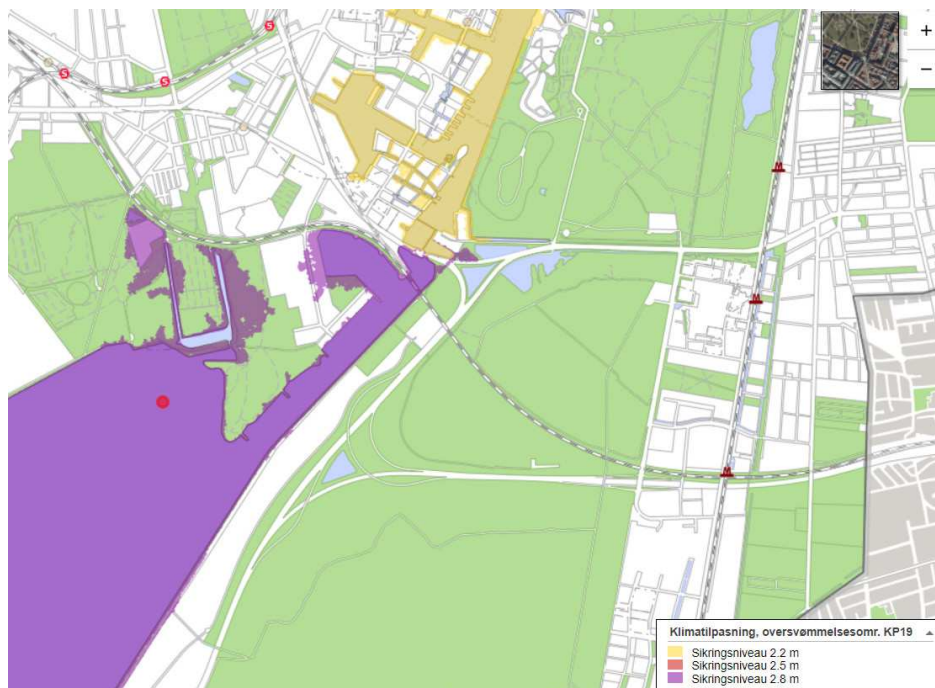 S
S
S
+
−
M
M
M
Klimatilpasning, oversvømmelsesomr. KP19
Sikringsniveau 2.2 m
Sikringsniveau 2.5 m
Sikringsniveau 2.8 m